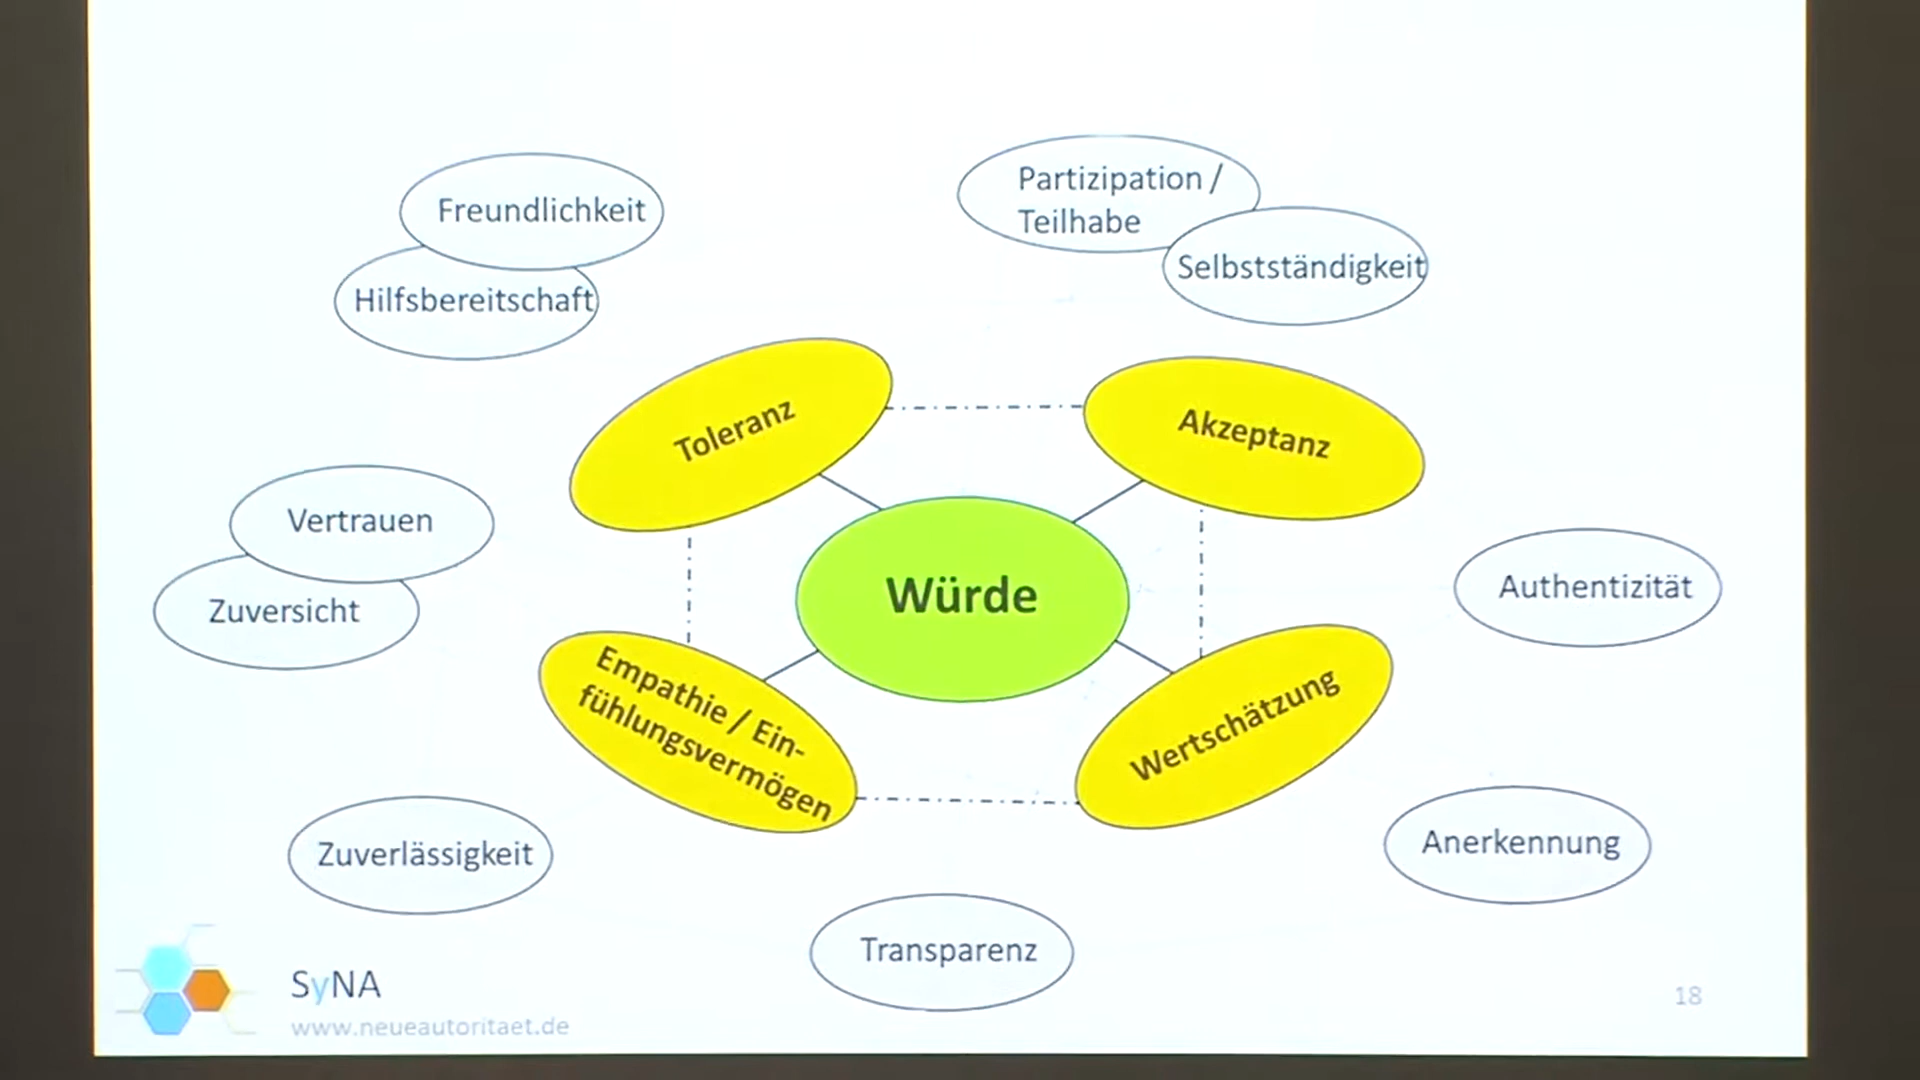 Freundlichkeit
Hilfsbereitschaft
Partizipation /
Teilhabe
Selbstständigkeit
Toleranz
Akzeptanz
Vertrauen
Zuversicht
Würde
Authentizität
Empathie / Ein-
fühlungsvermögen
Wertschätzung
Zuverlässigkeit
Anerkennung
Transparenz
SyNA
www.neueautoritaet.de
18